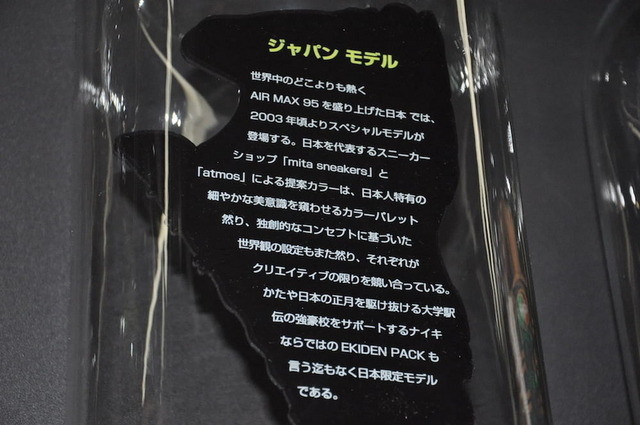 ジャパン モデル
世界中のどこよりも熱く
AIR MAX 95 を盛り上げた日本 では、
2003 年頃よりスペシャルモデルが
登場する。日本を代表するスニーカー
ショップ「mita sneakers」と
「atmos」による提案カラーは、日本人特有の
細やかな美意識を窺わせるカラーパレット
然り、独創的なコンセプトに基づいた
世界観の設定もまた然り、それぞれが
クリエイティブの限りを競い合っている。
かたや日本の正月を駆け抜ける大学駅
伝の強豪校をサポートするナイキ
ならではの EKIDEN PACK も
言う迄もなく日本限定モデル
である。